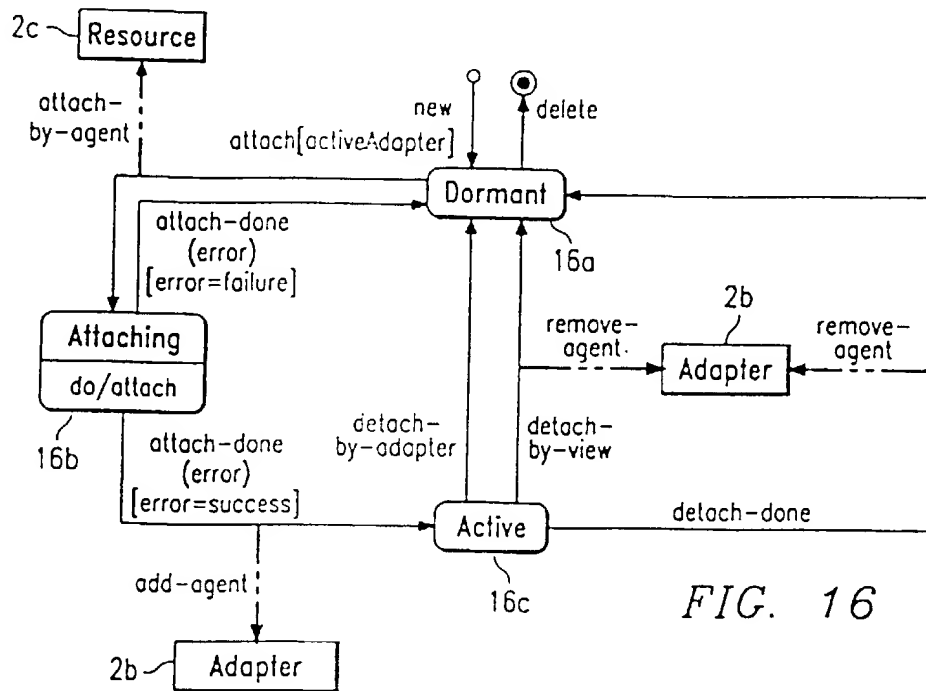 2c
Resource
attach-
by-agent
new
delete
attach[activeAdapter]
Dormant
16a
attach-done
(error)
[error=failure]
Attaching
do/attach
16b
2b
remove-
agent.
Adapter
remove-
agent
detach-
by-adapter
detach-
by-view
attach-done
(error)
[error=success]
Active
16c
detach-done
add-agent
2b
Adapter
FIG. 16